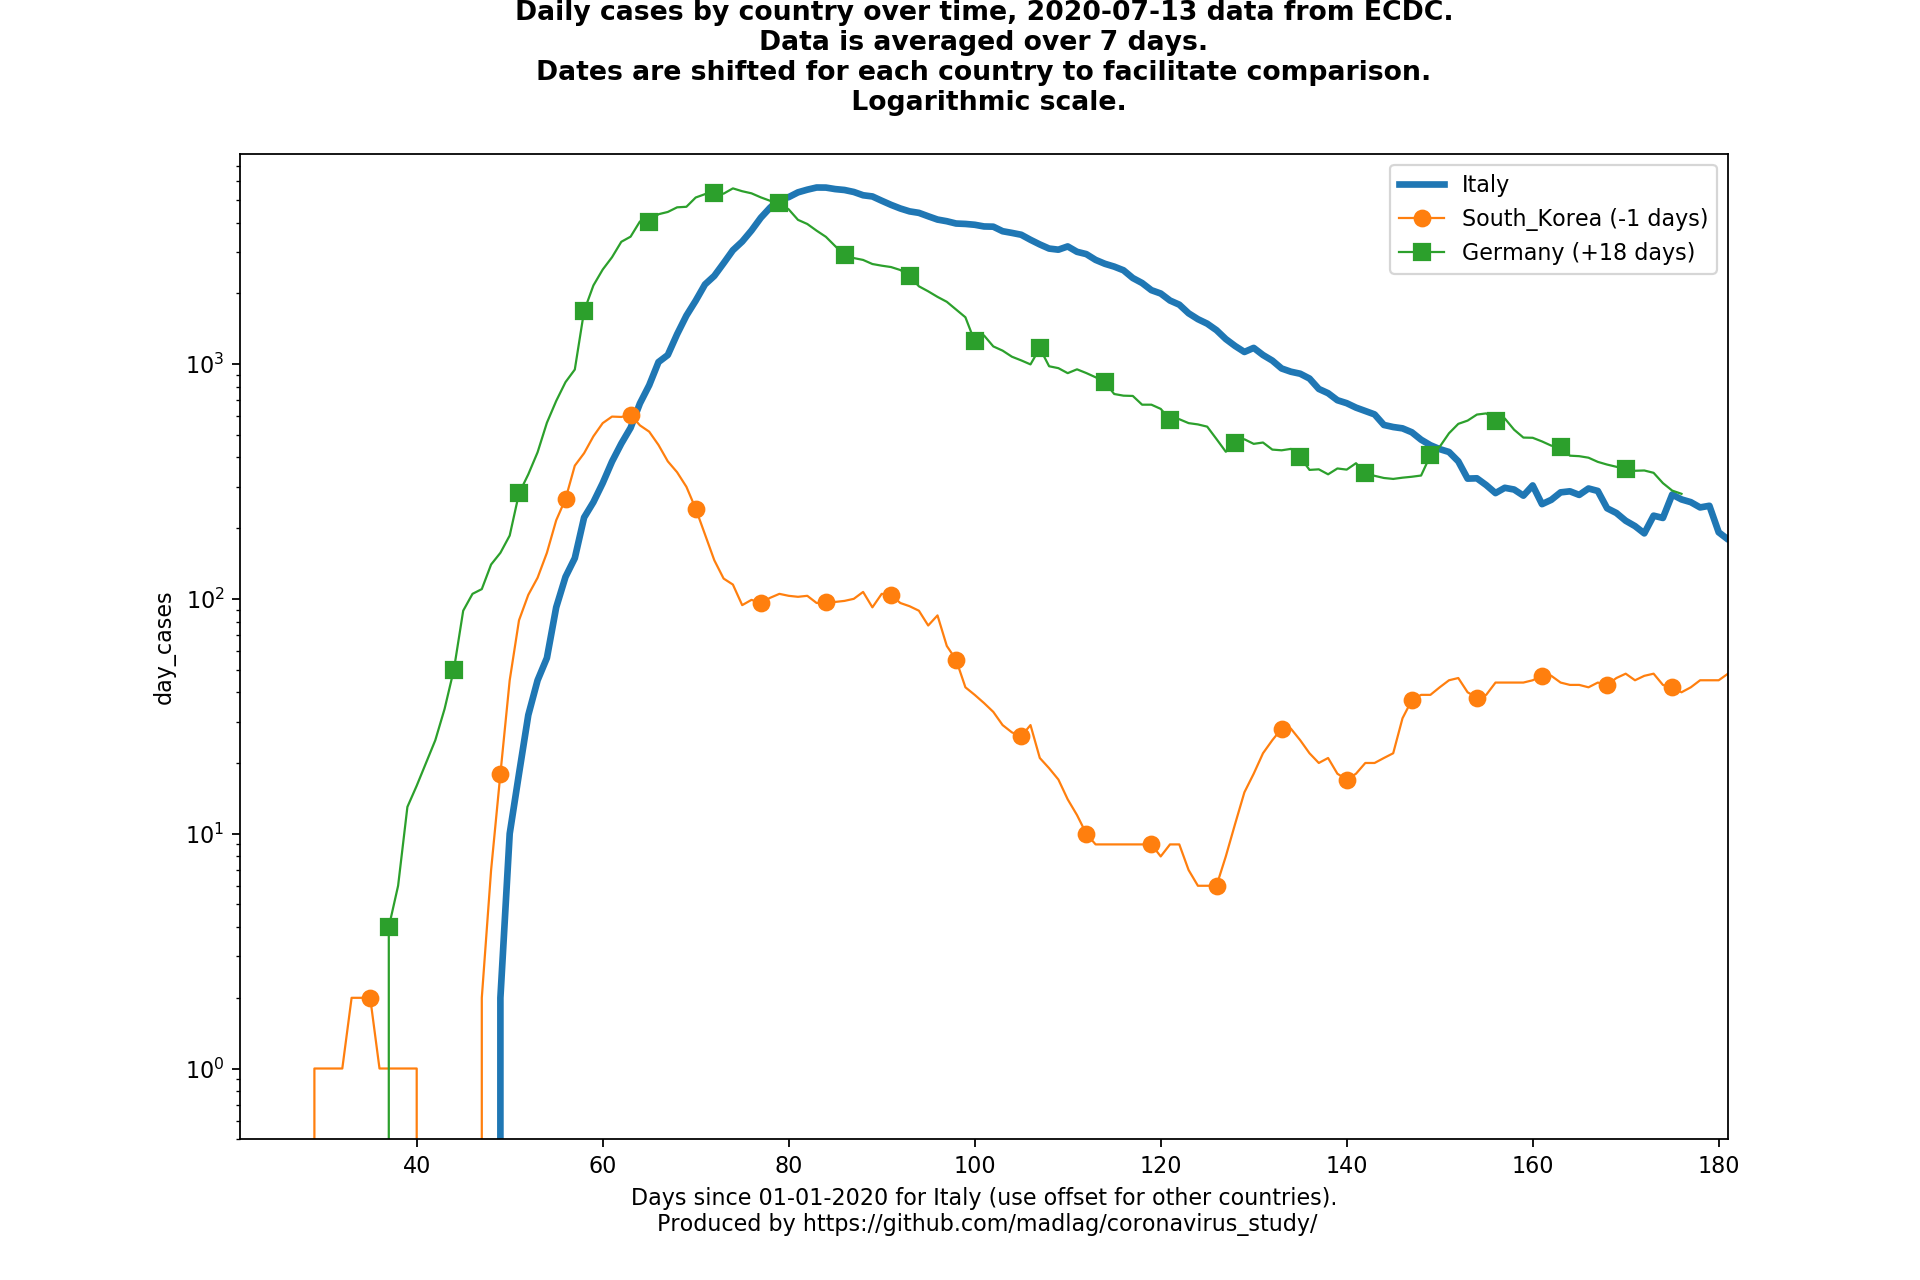 Daily cases by country over time, 2020-07-13 data from ECDC.
Data is averaged over 7 days.
Dates are shifted for each country to facilitate comparison.
Logarithmic scale.
Italy
South_Korea (-1 days)
Germany (+18 days)
10³
10²
10¹
10⁰
day_cases
40 60 80 100 120 140 160 180
Days since 01-01-2020 for Italy (use offset for other countries).
Produced by https://github.com/madlag/coronavirus_study/